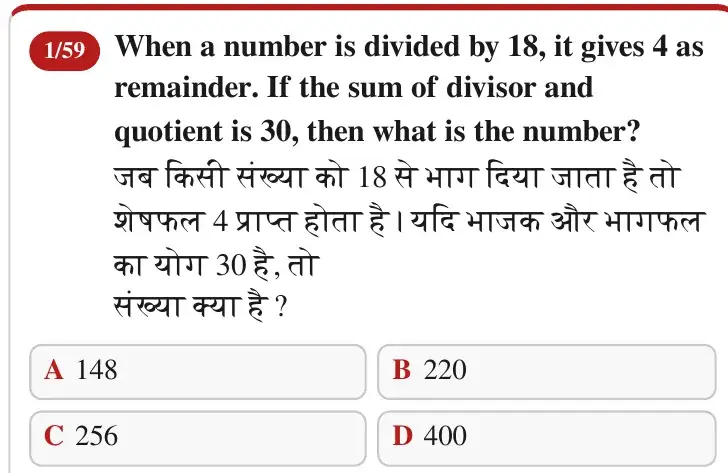 1/59 When a number is divided by 18, it gives 4 as
remainder. If the sum of divisor and
quotient is 30, then what is the number?
जब किसी संख्या को 18 से भाग दिया जाता है तो
शेषफल 4 प्राप्त होता है। यदि भाजक और भागफल
का योग 30 है, तो
संख्या क्या है ?
A 148
B 220
C 256
D 400